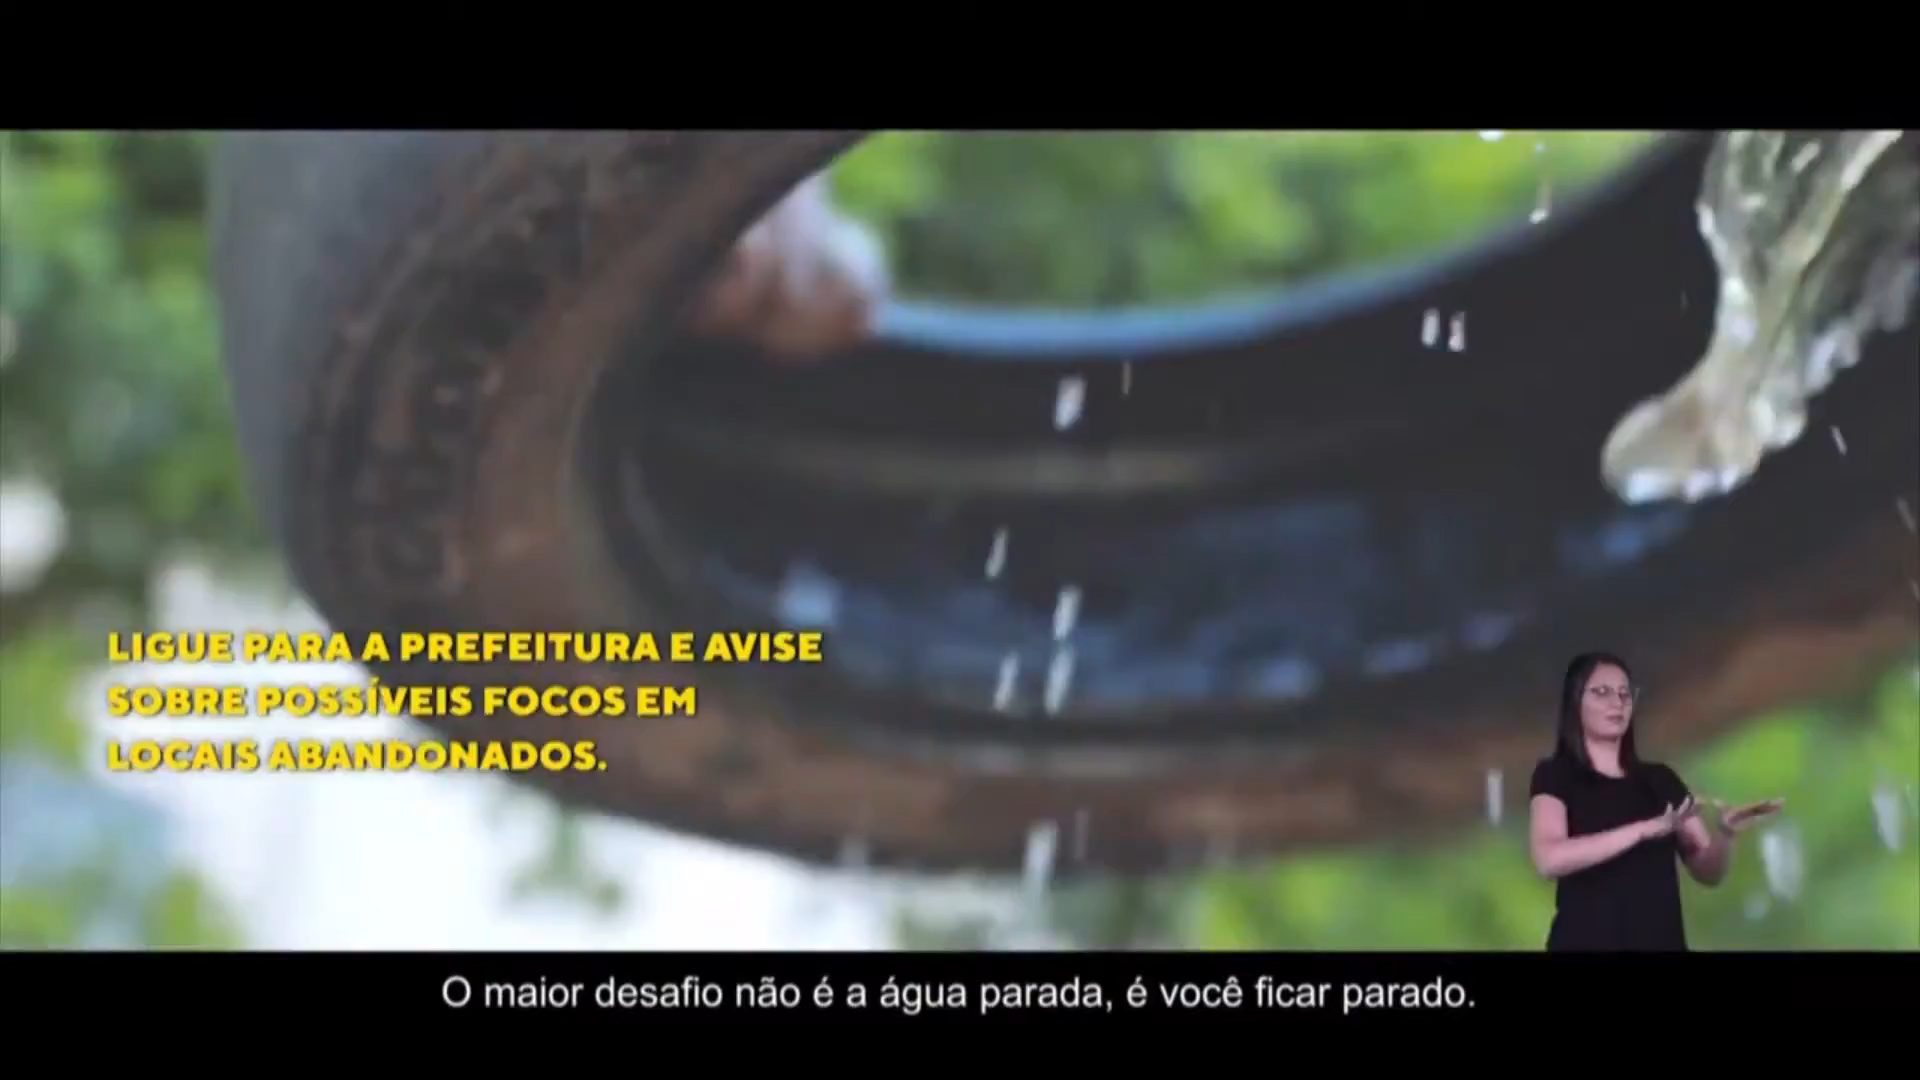 LIGUE PARA A PREFEITURA E AVISE
SOBRE POSSÍVEIS FOCOS EM
LOCAIS ABANDONADOS.
O maior desafio não é a água parada, é você ficar parado.